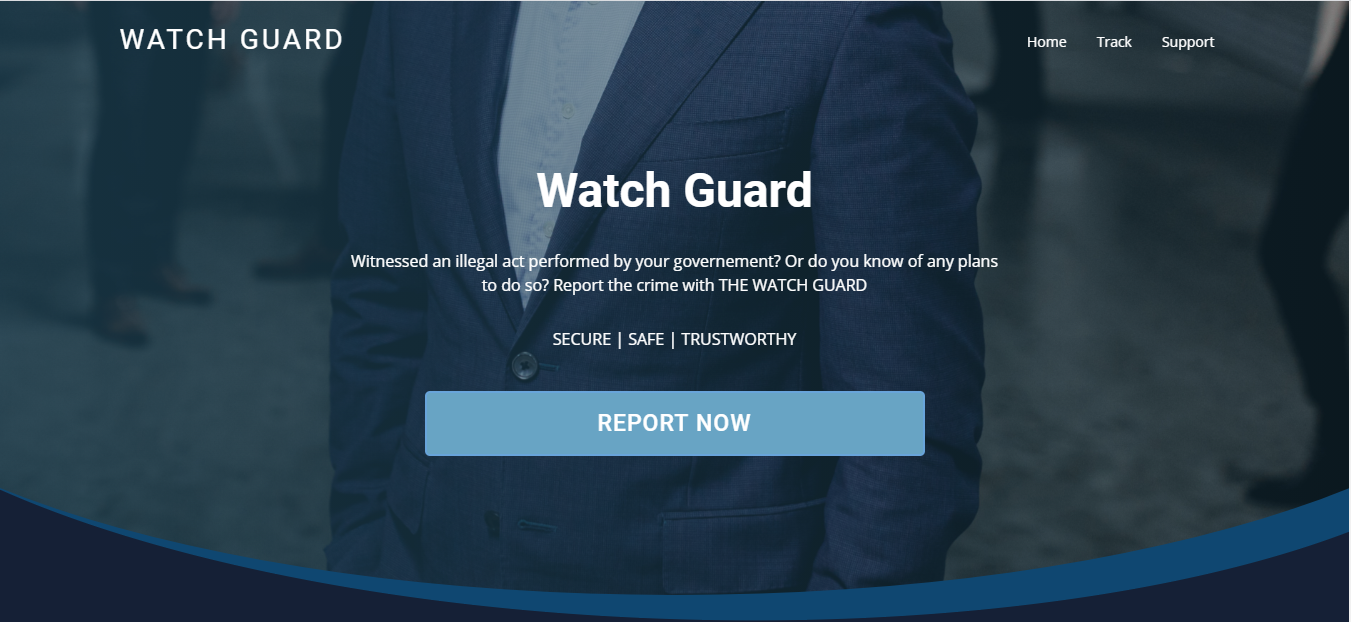 WATCH GUARD
Home Track Support
Watch Guard
Witnessed an illegal act performed by your governement? Or do you know of any plans
to do so? Report the crime with THE WATCH GUARD
SECURE | SAFE | TRUSTWORTHY
REPORT NOW